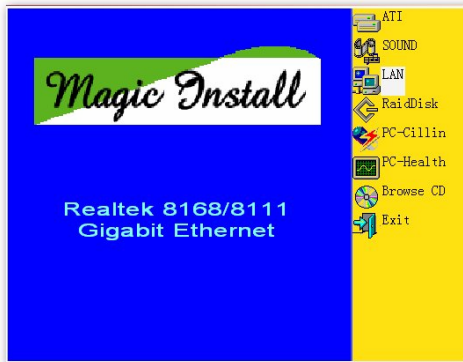 Magic Install
Realtek 8168/8111
Gigabit Ethernet
ATI
SOUND
LAN
RaidDisk
PC-Cillin
PC-Health
Browse CD
Exit